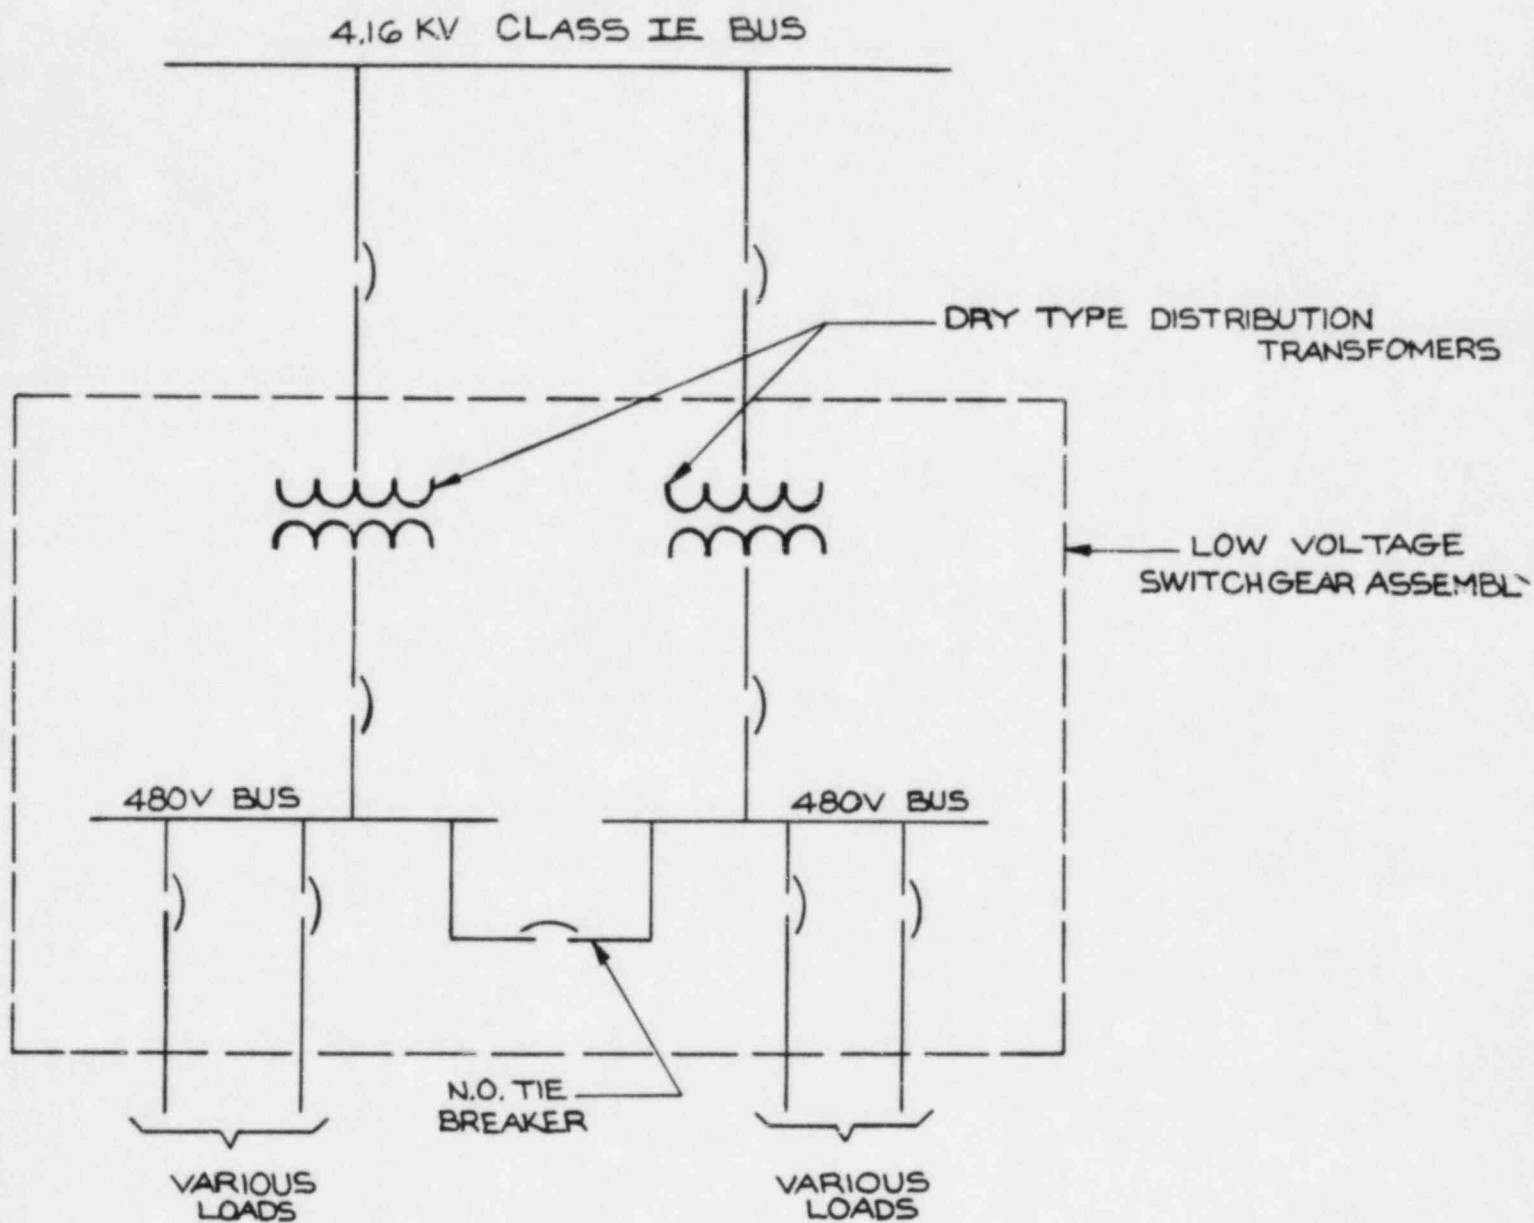 4.16 KV CLASS IE BUS
DRY TYPE DISTRIBUTION
TRANSFOMERS
LOW VOLTAGE
SWITCHGEAR ASSEMBL
480V BUS
480V BUS
N.O. TIE
BREAKER
VARIOUS
LOADS
VARIOUS
LOADS